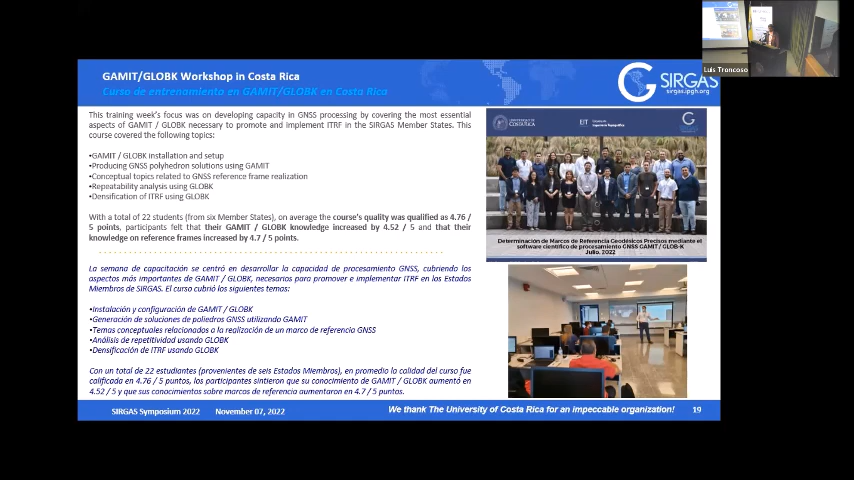 GAMIT/GLOBK Workshop in Costa Rica
Curso de entrenamiento en GAMIT/GLOBK en Costa Rica
SIRGAS
sirgas.ipgh.org
Luis Troncoso
This training week's focus was on developing capacity in GNSS processing by covering the most essential
aspects of GAMIT / GLOBK necessary to promote and implement ITRF in the SIRGAS Member States. This
course covered the following topics:
•GAMIT / GLOBK installation and setup
•Producing GNSS polyhedron solutions using GAMIT
•Conceptual topics related to GNSS reference frame realization
•Repeatability analysis using GLOBK
•Densification of ITRF using GLOBK
With a total of 22 students (from six Member States), on average the course's quality was qualified as 4.76 /
5 points, participants felt that their GAMIT / GLOBK knowledge increased by 4.52 / 5 and that their
knowledge on reference frames increased by 4.7 / 5 points.
La semana de capacitación se centró en desarrollar la capacidad de procesamiento GNSS, cubriendo los
aspectos más importantes de GAMIT / GLOBK, necesarios para promover e implementar ITRF en los Estados
Miembros de SIRGAS. El curso cubrió los siguientes temas:
•Instalación y configuración de GAMIT / GLOBK
•Generación de soluciones de poliedros GNSS utilizando GAMIT
•Temas conceptuales relacionados a la realización de un marco de referencia GNSS
•Análisis de repetitividad usando GLOBK
•Densificación de ITRF usando GLOBK
Con un total de 22 estudiantes (provenientes de seis Estados Miembros), en promedio la calidad del curso fue
calificada en 4.76 / 5 puntos, los participantes sintieron que su conocimiento de GAMIT / GLOBK aumentó en
4.52 / 5 y que sus conocimientos sobre marcos de referencia aumentaron en 4.7 / 5 puntos.
UNIVERSIDAD DE
COSTA RICA
EIT
SIRGAS
Determinación de Marcos de Referencia Geodésicos Precisos mediante el
software científico de procesamiento GNSS GAMIT / GLOB-K
Julio, 2022
SIRGAS Symposium 2022 November 07, 2022
We thank The University of Costa Rica for an impeccable organization!
19